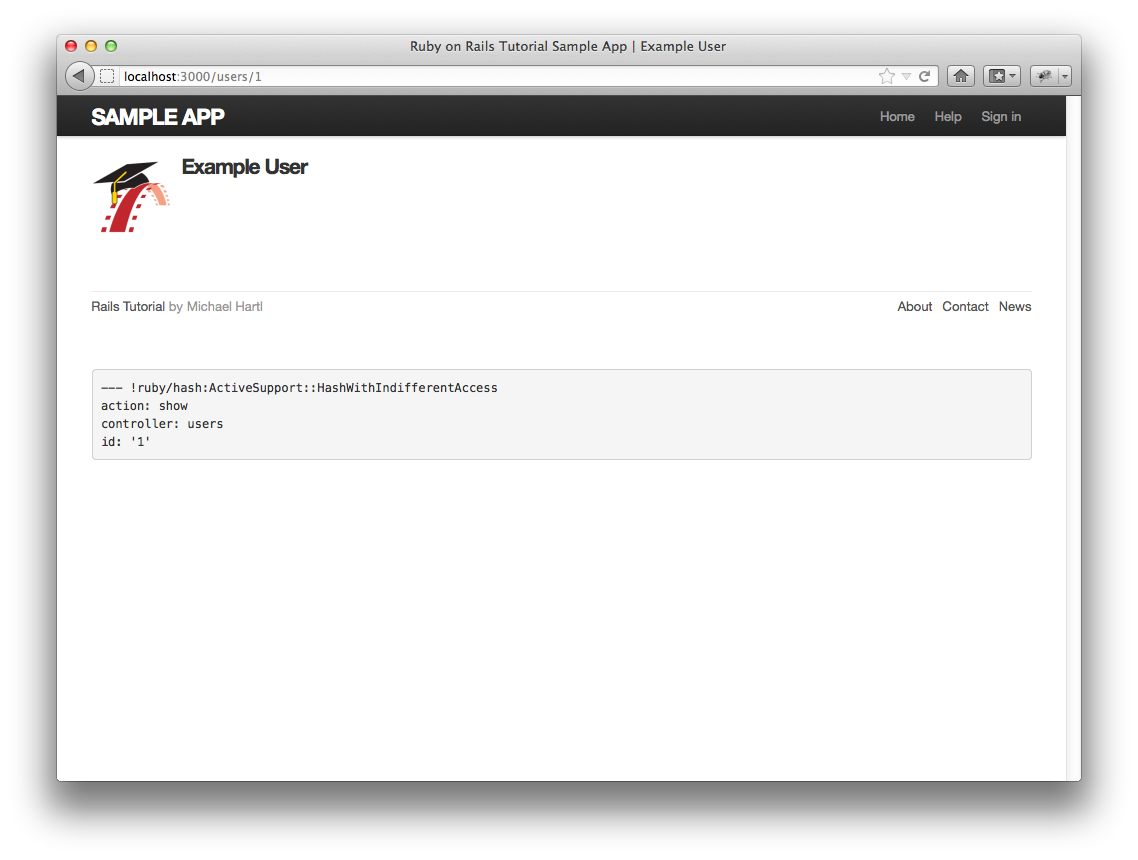 Ruby on Rails Tutorial Sample App | Example User
localhost:3000/users/1
SAMPLE APP Home Help Sign in
Example User
Rails Tutorial by Michael Hartl About Contact News
--- !ruby/hash:ActiveSupport::HashWithIndifferentAccess
action: show
controller: users
id: '1'